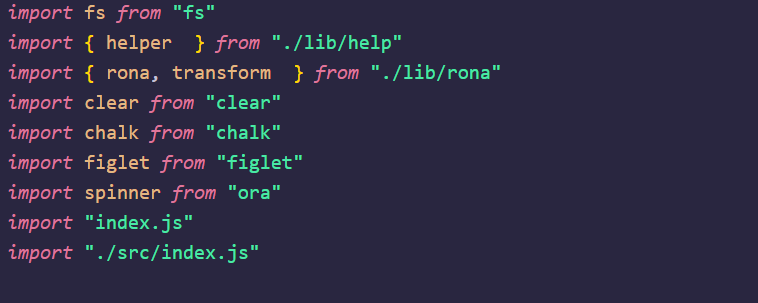 import fs from "fs"
import { helper  } from "./lib/help"
import { rona, transform  } from "./lib/rona"
import clear from "clear"
import chalk from "chalk"
import figlet from "figlet"
import spinner from "ora"
import "index.js"
import "./src/index.js"